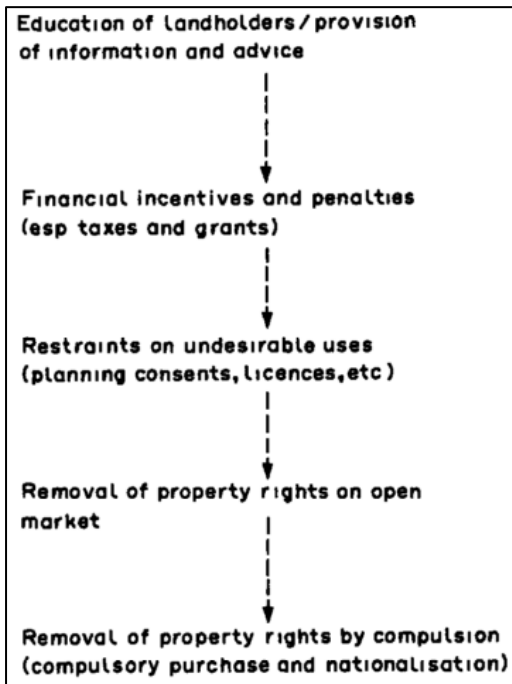 Education of landholders/provision
of information and advice
Financial incentives and penalties
(esp taxes and grants)
Restraints on undesirable uses
(planning consents, licences, etc)
Removal of property rights on open
market
Removal of property rights by compulsion
(compulsory purchase and nationalisation)